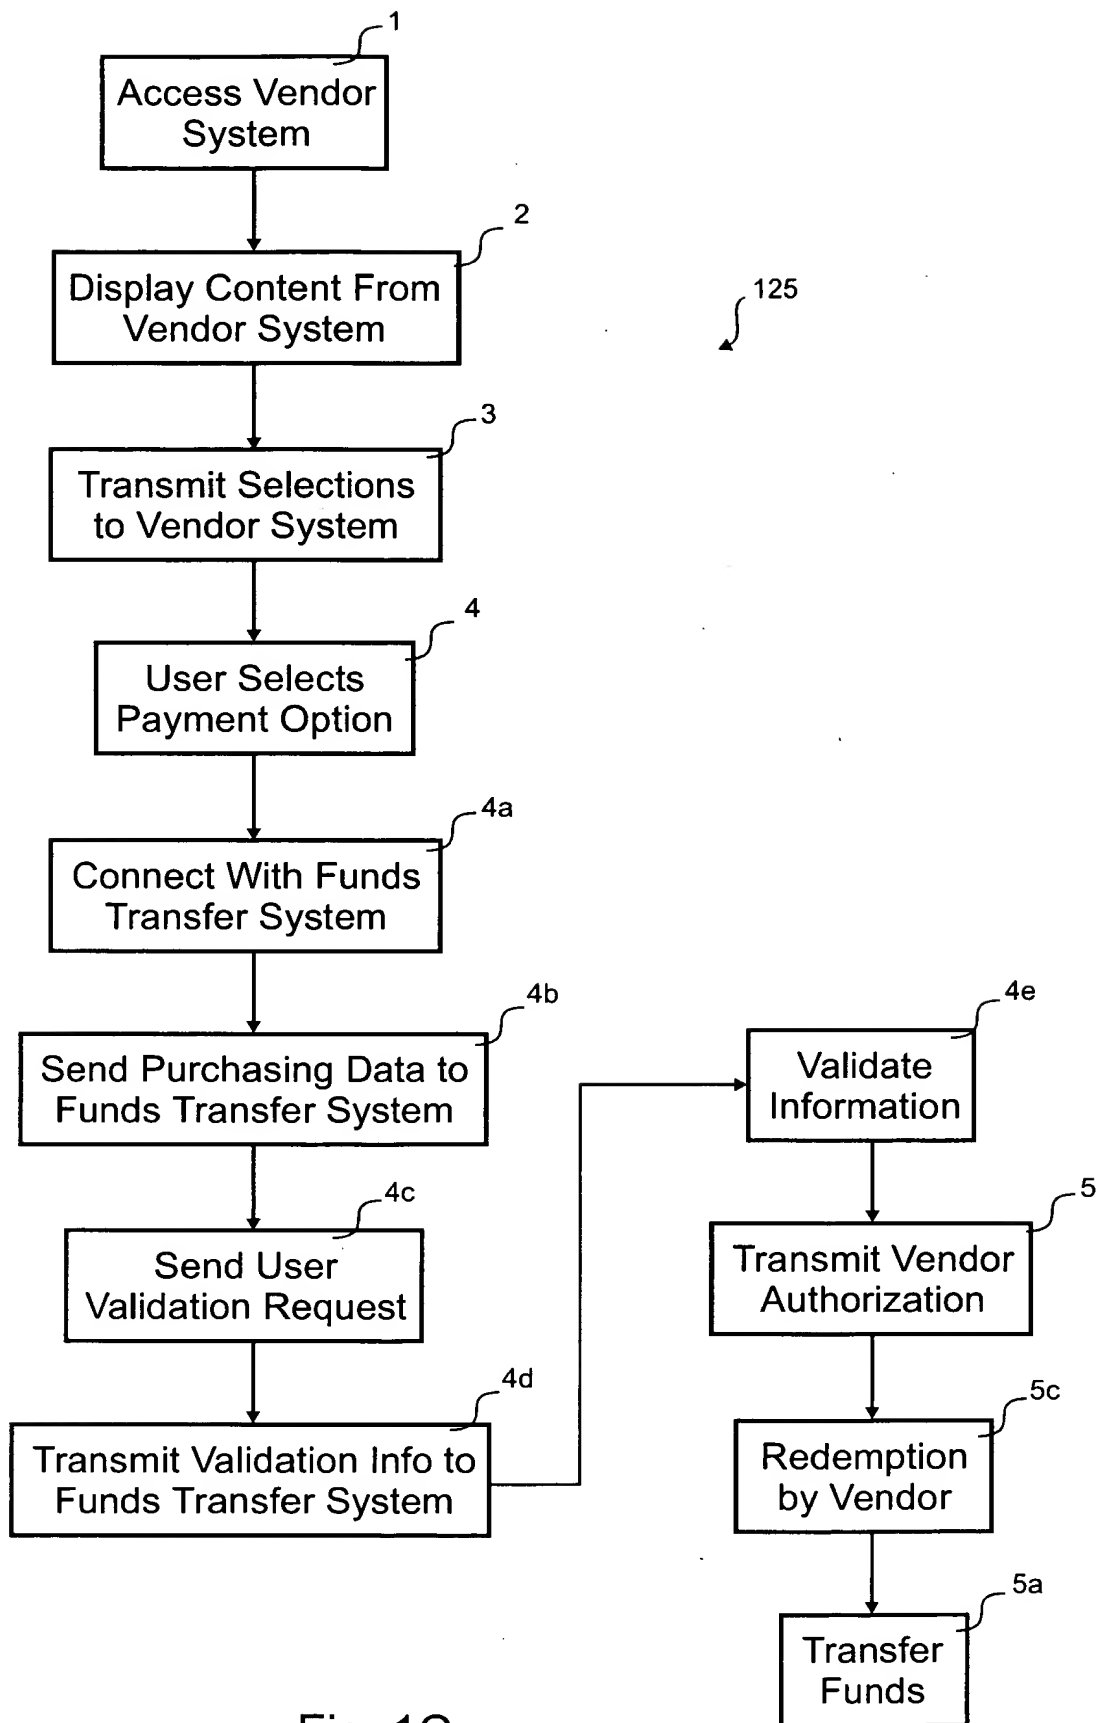 1
Access Vendor
System
2
Display Content From
Vendor System
125
3
Transmit Selections
to Vendor System
4
User Selects
Payment Option
4a
Connect With Funds
Transfer System
4b
Send Purchasing Data to
Funds Transfer System
4c
Send User
Validation Request
4d
Transmit Validation Info to
Funds Transfer System
4e
Validate
Information
5
Transmit Vendor
Authorization
5c
Redemption
by Vendor
5a
Transfer
Funds